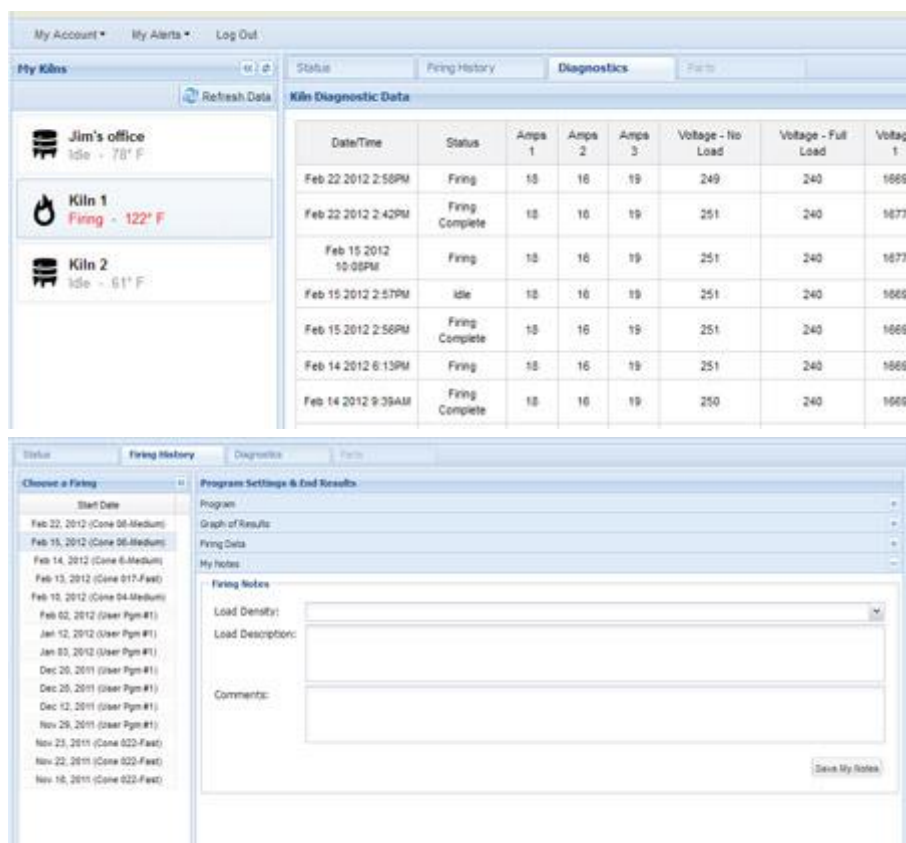 My Account My Alerts Log Out
My Kilns
Refresh Data
Jim's office
Idle - 78° F
Kiln 1
Firing - 122° F
Kiln 2
Idle - 61° F
Status Firing History Diagnostics Parts
Kiln Diagnostic Data
Date/Time Status Amps 1 Amps 2 Amps 3 Voltage - No Load Voltage - Full Load 1
Feb 22 2012 2:58PM Firing 18 16 19 249 240 1669
Feb 22 2012 2:42PM Firing Complete 18 16 19 251 240 1677
Feb 15 2012 10:08PM Firing 18 16 19 251 240 1677
Feb 15 2012 2:57PM Idle 18 16 19 251 240 1669
Feb 15 2012 2:56PM Firing Complete 18 16 19 251 240 1669
Feb 14 2012 6:13PM Firing 18 16 19 251 240 1669
Feb 14 2012 9:39AM Firing Complete 18 16 19 250 240 1669
Status Firing History Diagnostics Parts
Choose a Firing
Start Date
Feb 22, 2012 (Cone 06-Medium)
Feb 15, 2012 (Cone 06-Medium)
Feb 14, 2012 (Cone 6-Medium)
Feb 13, 2012 (Cone 017-Fast)
Feb 10, 2012 (Cone 04-Medium)
Feb 02, 2012 (User Pgm #1)
Jan 12, 2012 (User Pgm #1)
Jan 03, 2012 (User Pgm #1)
Dec 20, 2011 (User Pgm #1)
Dec 12, 2011 (User Pgm #1)
Nov 29, 2011 (User Pgm #1)
Nov 23, 2011 (Cone 022-Fast)
Nov 22, 2011 (Cone 022-Fast)
Nov 16, 2011 (Cone 022-Fast)
Program Settings & End Results
Program
Graph of Results
Firing Data
My Notes
Firing Notes
Load Density:
Load Description:
Comments:
Save My Notes